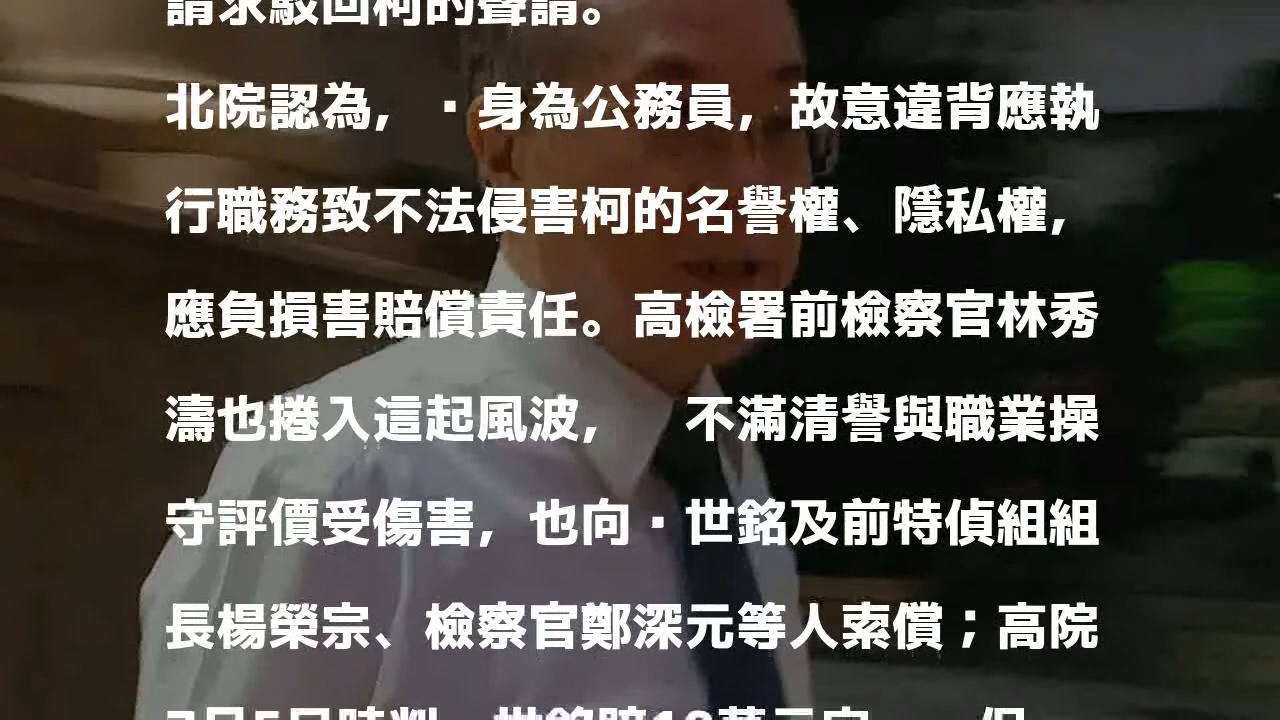 請求駁回柯的聲請。
北院認為，·身為公務員，故意違背應執
行職務致不法侵害柯的名譽權、隱私權，
應負損害賠償責任。高檢署前檢察官林秀
濤也捲入這起風波，　不滿清譽與職業操
守評價受傷害，也向·世銘及前特偵組組
長楊榮宗、檢察官鄭深元等人索償；高院